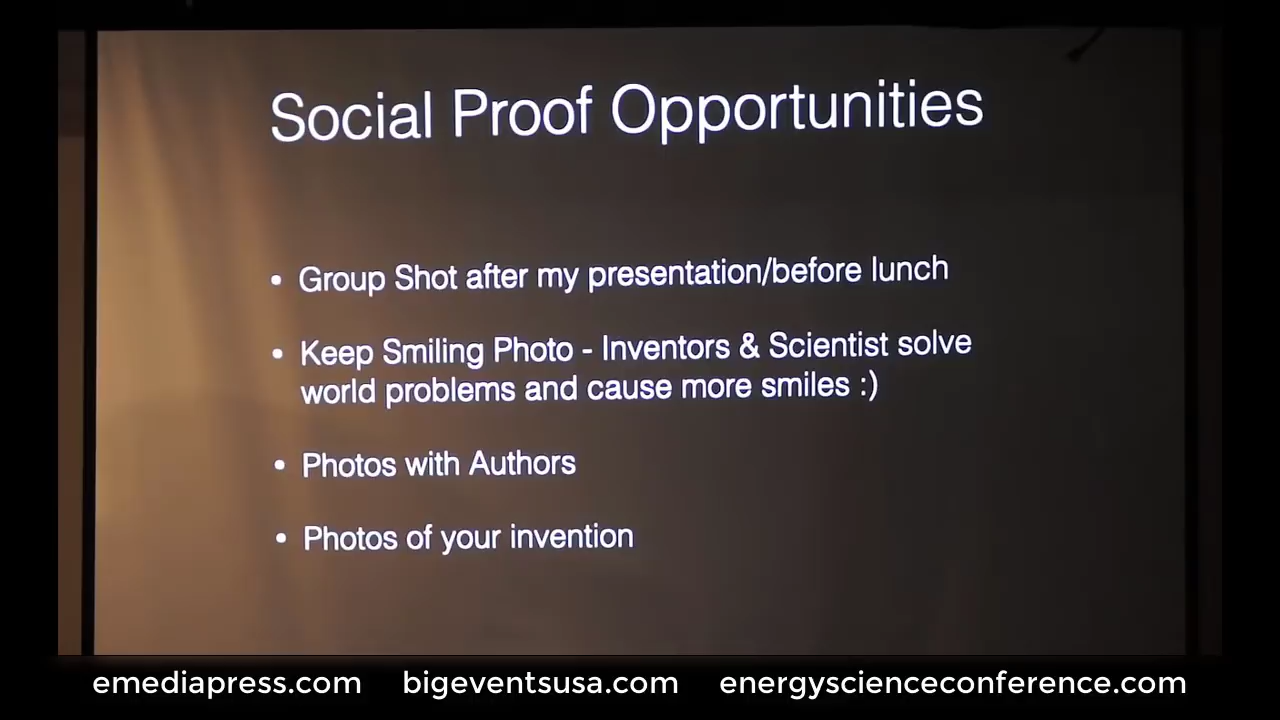 Social Proof Opportunities
• Group Shot after my presentation/before lunch
• Keep Smiling Photo - Inventors & Scientist solve
world problems and cause more smiles :)
• Photos with Authors
• Photos of your invention
emediapress.com bigeventsusa.com energyscienceconference.com